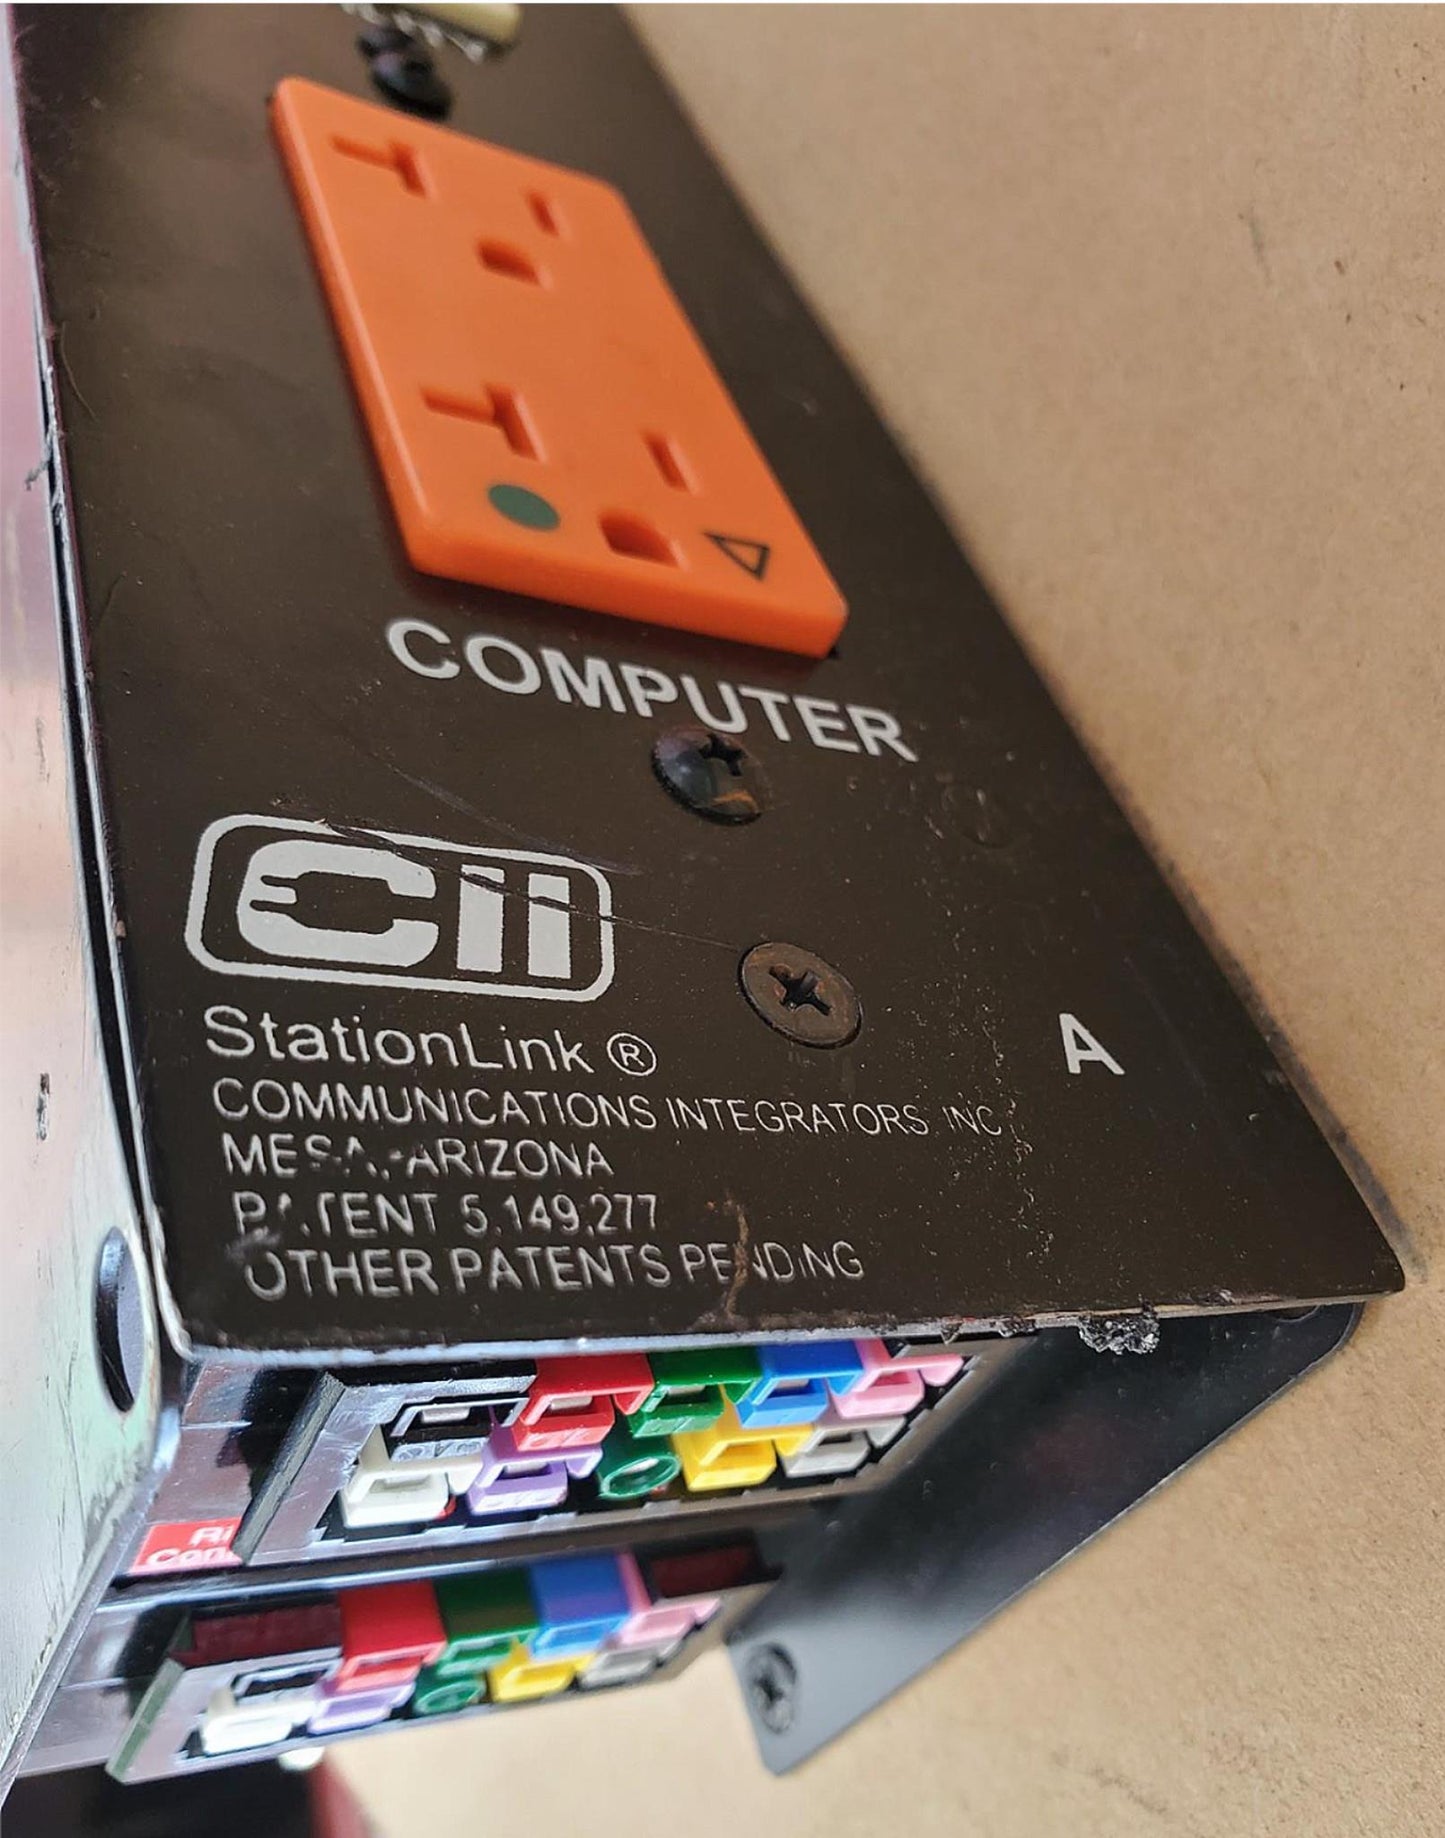 COMPUTER
Cii
StationLink ®
A
COMMUNICATIONS INTEGRATORS, INC.
MESA, ARIZONA
PATENT 5,149,277
OTHER PATENTS PENDING